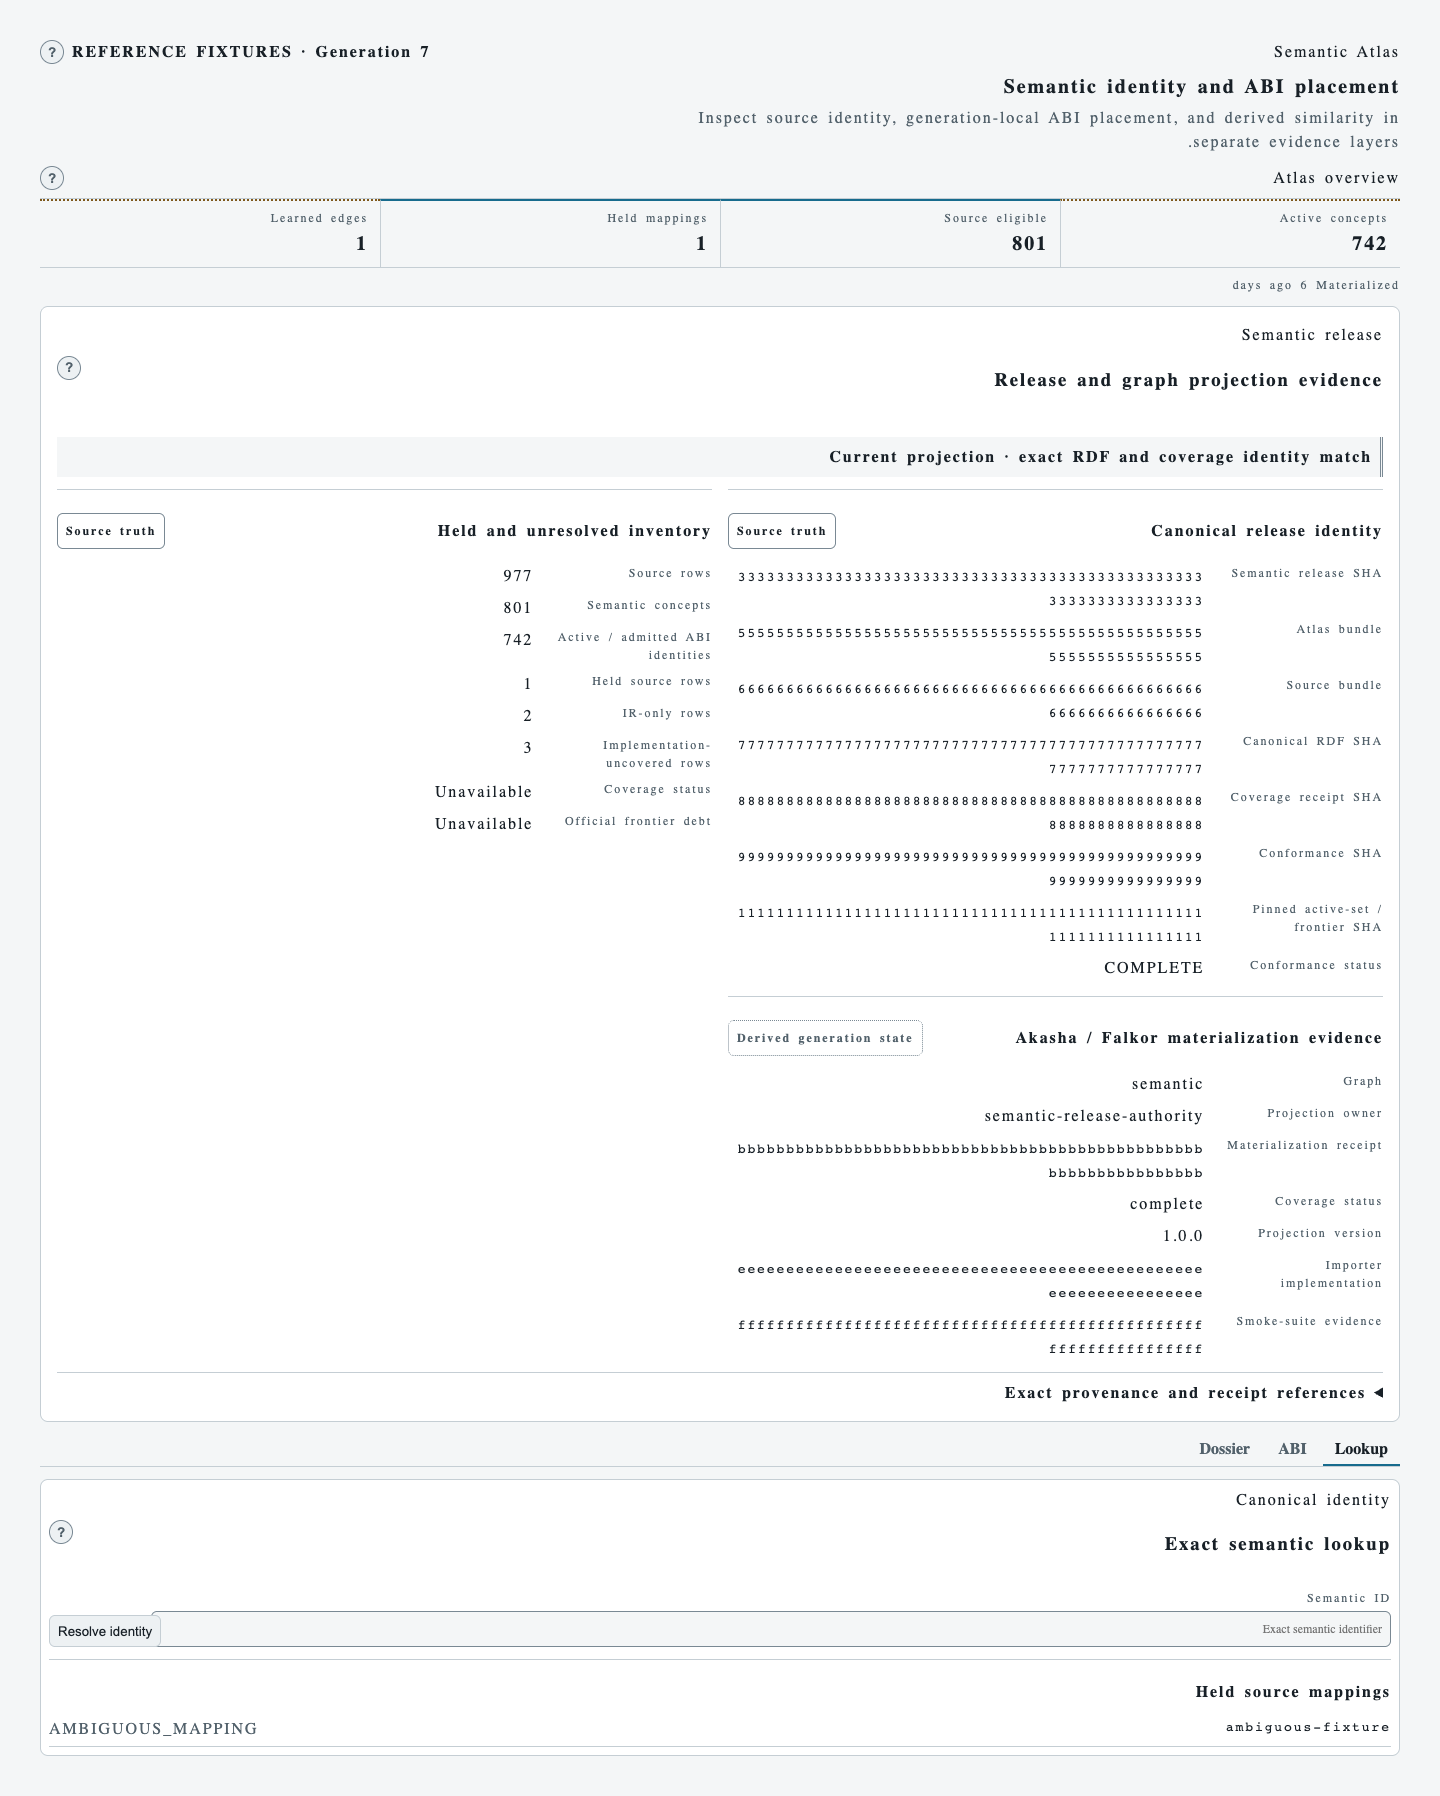 ? REFERENCE FIXTURES · Generation 7
Semantic Atlas
Semantic identity and ABI placement
Inspect source identity, generation-local ABI placement, and derived similarity in
.separate evidence layers
Atlas overview
?
Active concepts
742
Source eligible
801
Held mappings
1
Learned edges
1
days ago 6 Materialized
Semantic release
?
Release and graph projection evidence
Current projection · exact RDF and coverage identity match
Canonical release identity
Source truth
Semantic release SHA
333333333333333333333333333333333333333333333333
3333333333333333
Atlas bundle
555555555555555555555555555555555555555555555555
5555555555555555
Source bundle
666666666666666666666666666666666666666666666666
6666666666666666
Canonical RDF SHA
777777777777777777777777777777777777777777777777
7777777777777777
Coverage receipt SHA
888888888888888888888888888888888888888888888888
8888888888888888
Conformance SHA
999999999999999999999999999999999999999999999999
9999999999999999
Pinned active-set /
frontier SHA
111111111111111111111111111111111111111111111111
1111111111111111
Conformance status
COMPLETE
Held and unresolved inventory
Source truth
Source rows
977
Semantic concepts
801
Active / admitted ABI
identities
742
Held source rows
1
IR-only rows
2
Implementation-
uncovered rows
3
Coverage status
Unavailable
Official frontier debt
Unavailable
Akasha / Falkor materialization evidence
Derived generation state
Graph
semantic
Projection owner
semantic-release-authority
Materialization receipt
bbbbbbbbbbbbbbbbbbbbbbbbbbbbbbbbbbbbbbbbbbbbbbbb
bbbbbbbbbbbbbbbb
Coverage status
complete
Projection version
1.0.0
Importer
implementation
eeeeeeeeeeeeeeeeeeeeeeeeeeeeeeeeeeeeeeeeeeeeeeee
eeeeeeeeeeeeeeee
Smoke-suite evidence
ffffffffffffffffffffffffffffffffffffffffffffffff
ffffffffffffffff
Exact provenance and receipt references
Lookup
ABI
Dossier
Canonical identity
?
Exact semantic lookup
Semantic ID
Exact semantic identifier
Resolve identity
Held source mappings
ambiguous-fixture
AMBIGUOUS_MAPPING